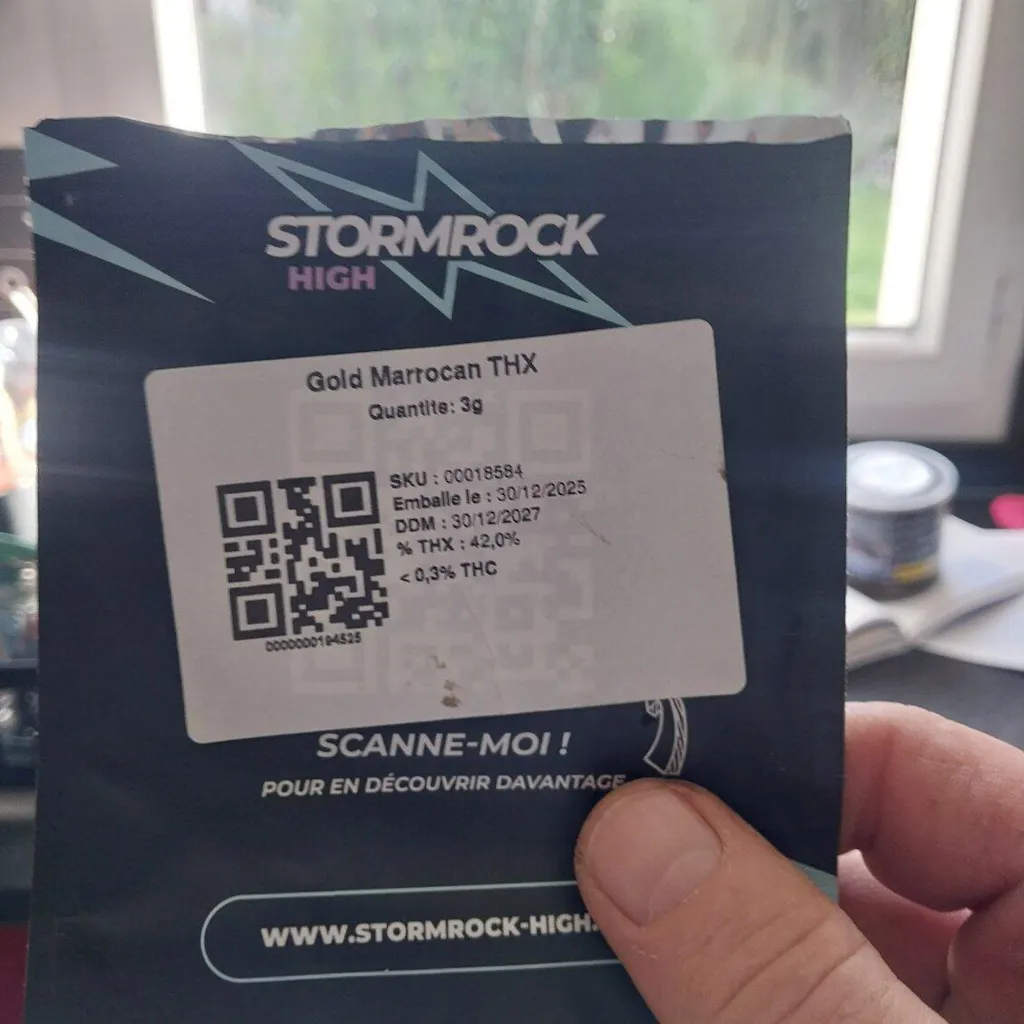 STORMROCK
HIGH
Gold Marrocan THX
Quantite: 3g
SKU : 00018584
Emballe le : 30/12/2025
DDM : 30/12/2027
% THX : 42,0%
< 0,3% THC
0000000194525
SCANNE-MOI !
POUR EN DÉCOUVRIR DAVANTAGE
WWW.STORMROCK-HIGH.